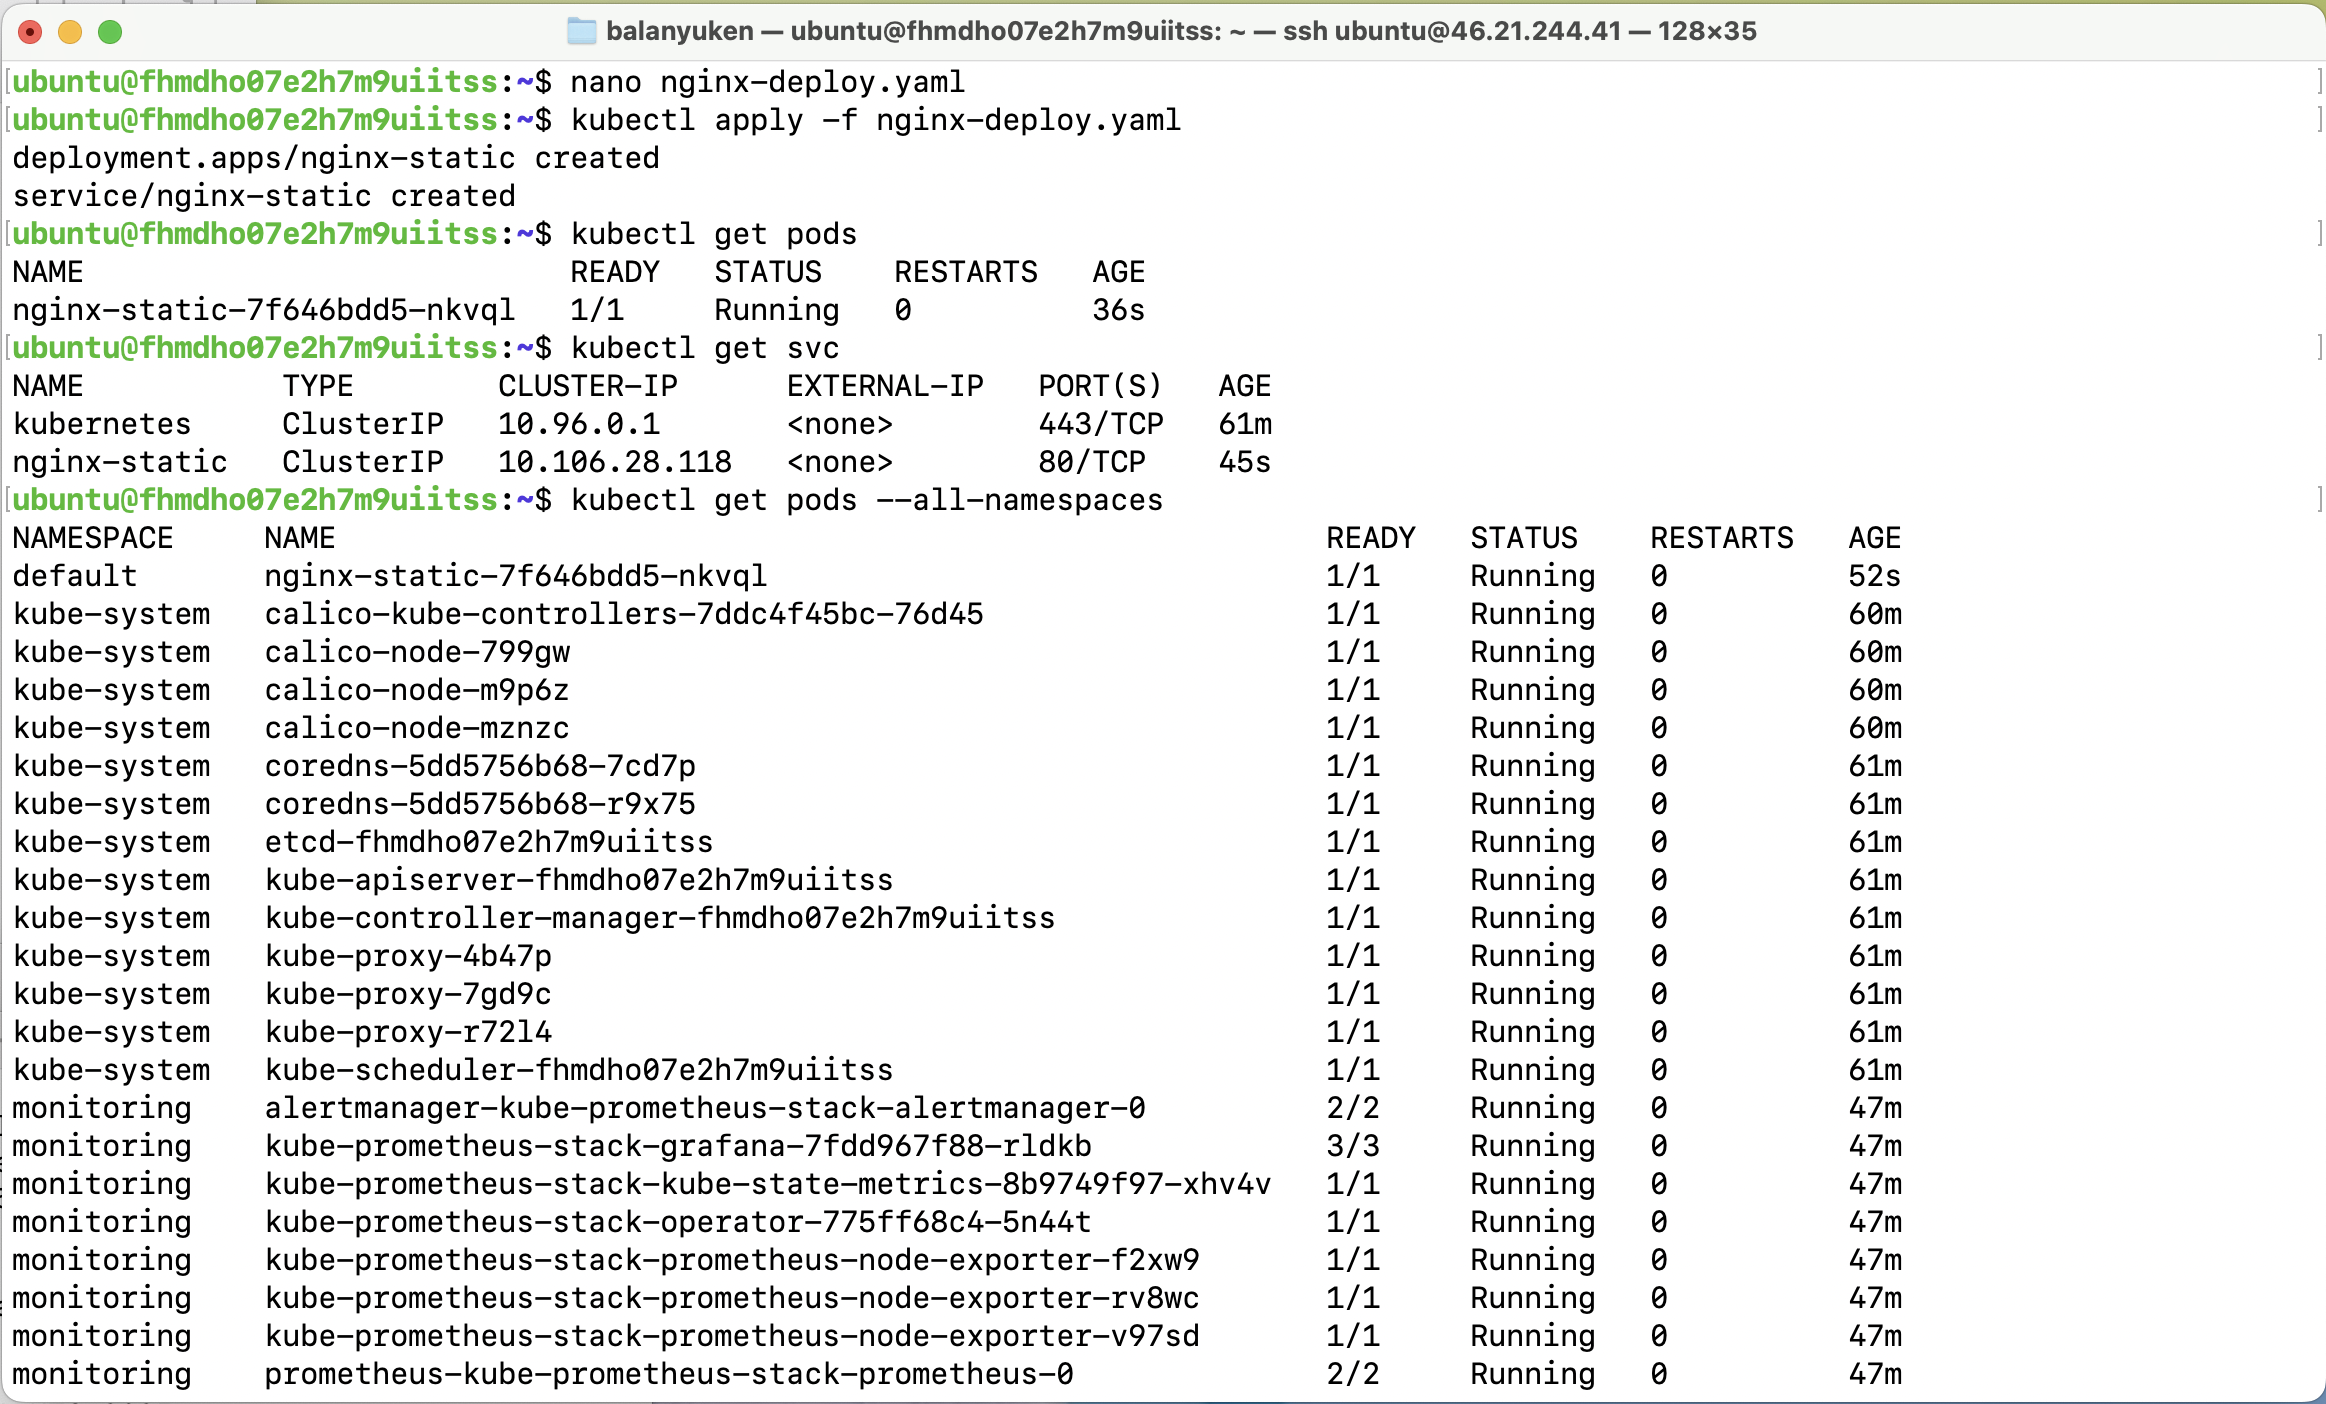 balanyuken — ubuntu@fhmdho07e2h7m9uiitss: ~ — ssh ubuntu@46.21.244.41 — 128×35
[ubuntu@fhmdho07e2h7m9uiitss:~$ nano nginx-deploy.yaml ]
[ubuntu@fhmdho07e2h7m9uiitss:~$ kubectl apply -f nginx-deploy.yaml ]
deployment.apps/nginx-static created
service/nginx-static created
[ubuntu@fhmdho07e2h7m9uiitss:~$ kubectl get pods ]
NAME READY STATUS RESTARTS AGE
nginx-static-7f646bdd5-nkvql 1/1 Running 0 36s
[ubuntu@fhmdho07e2h7m9uiitss:~$ kubectl get svc ]
NAME TYPE CLUSTER-IP EXTERNAL-IP PORT(S) AGE
kubernetes ClusterIP 10.96.0.1 <none> 443/TCP 61m
nginx-static ClusterIP 10.106.28.118 <none> 80/TCP 45s
[ubuntu@fhmdho07e2h7m9uiitss:~$ kubectl get pods --all-namespaces ]
NAMESPACE NAME READY STATUS RESTARTS AGE
default nginx-static-7f646bdd5-nkvql 1/1 Running 0 52s
kube-system calico-kube-controllers-7ddc4f45bc-76d45 1/1 Running 0 60m
kube-system calico-node-799gw 1/1 Running 0 60m
kube-system calico-node-m9p6z 1/1 Running 0 60m
kube-system calico-node-mznzc 1/1 Running 0 60m
kube-system coredns-5dd5756b68-7cd7p 1/1 Running 0 61m
kube-system coredns-5dd5756b68-r9x75 1/1 Running 0 61m
kube-system etcd-fhmdho07e2h7m9uiitss 1/1 Running 0 61m
kube-system kube-apiserver-fhmdho07e2h7m9uiitss 1/1 Running 0 61m
kube-system kube-controller-manager-fhmdho07e2h7m9uiitss 1/1 Running 0 61m
kube-system kube-proxy-4b47p 1/1 Running 0 61m
kube-system kube-proxy-7gd9c 1/1 Running 0 61m
kube-system kube-proxy-r72l4 1/1 Running 0 61m
kube-system kube-scheduler-fhmdho07e2h7m9uiitss 1/1 Running 0 61m
monitoring alertmanager-kube-prometheus-stack-alertmanager-0 2/2 Running 0 47m
monitoring kube-prometheus-stack-grafana-7fdd967f88-rldkb 3/3 Running 0 47m
monitoring kube-prometheus-stack-kube-state-metrics-8b9749f97-xhv4v 1/1 Running 0 47m
monitoring kube-prometheus-stack-operator-775ff68c4-5n44t 1/1 Running 0 47m
monitoring kube-prometheus-stack-prometheus-node-exporter-f2xw9 1/1 Running 0 47m
monitoring kube-prometheus-stack-prometheus-node-exporter-rv8wc 1/1 Running 0 47m
monitoring kube-prometheus-stack-prometheus-node-exporter-v97sd 1/1 Running 0 47m
monitoring prometheus-kube-prometheus-stack-prometheus-0 2/2 Running 0 47m